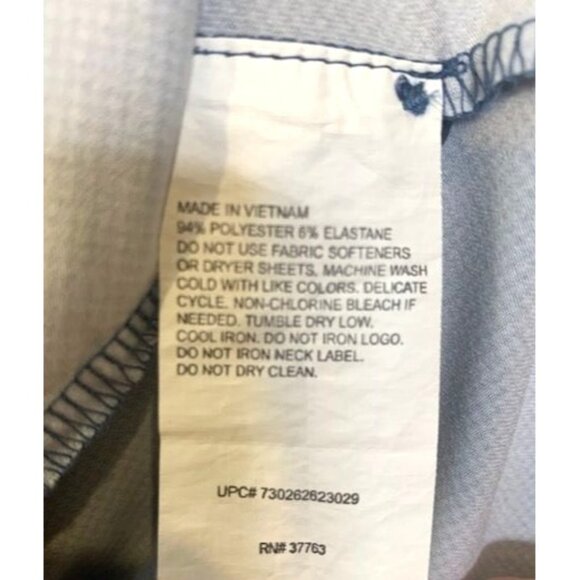 MADE IN VIETNAM
94% POLYESTER 6% ELASTANE
DO NOT USE FABRIC SOFTENERS
OR DRYER SHEETS, MACHINE WASH
COLD WITH LIKE COLORS. DELICATE
CYCLE. NON-CHLORINE BLEACH IF
NEEDED. TUMBLE DRY LOW.
COOL IRON. DO NOT IRON LOGO.
DO NOT IRON NECK LABEL.
DO NOT DRY CLEAN.
UPC# 730262623029
RN# 37763